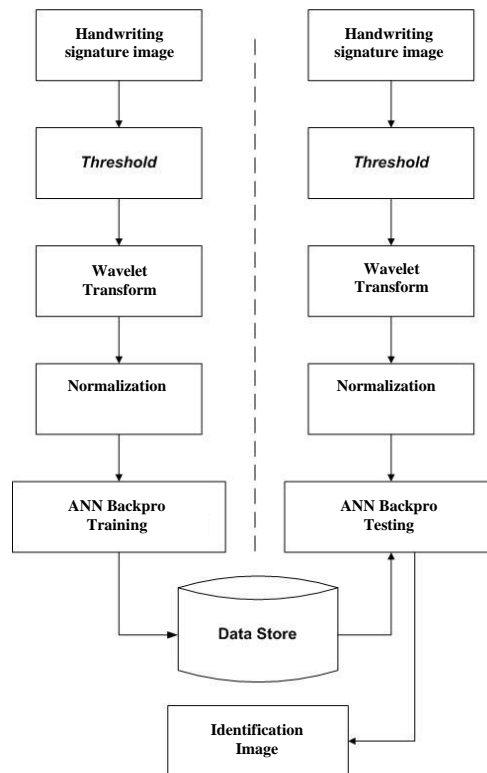 Handwriting
signature image
Threshold
Wavelet
Transform
Normalization
ANN Backpro
Training
Handwriting
signature image
Threshold
Wavelet
Transform
Normalization
ANN Backpro
Testing
Data Store
Identification
Image